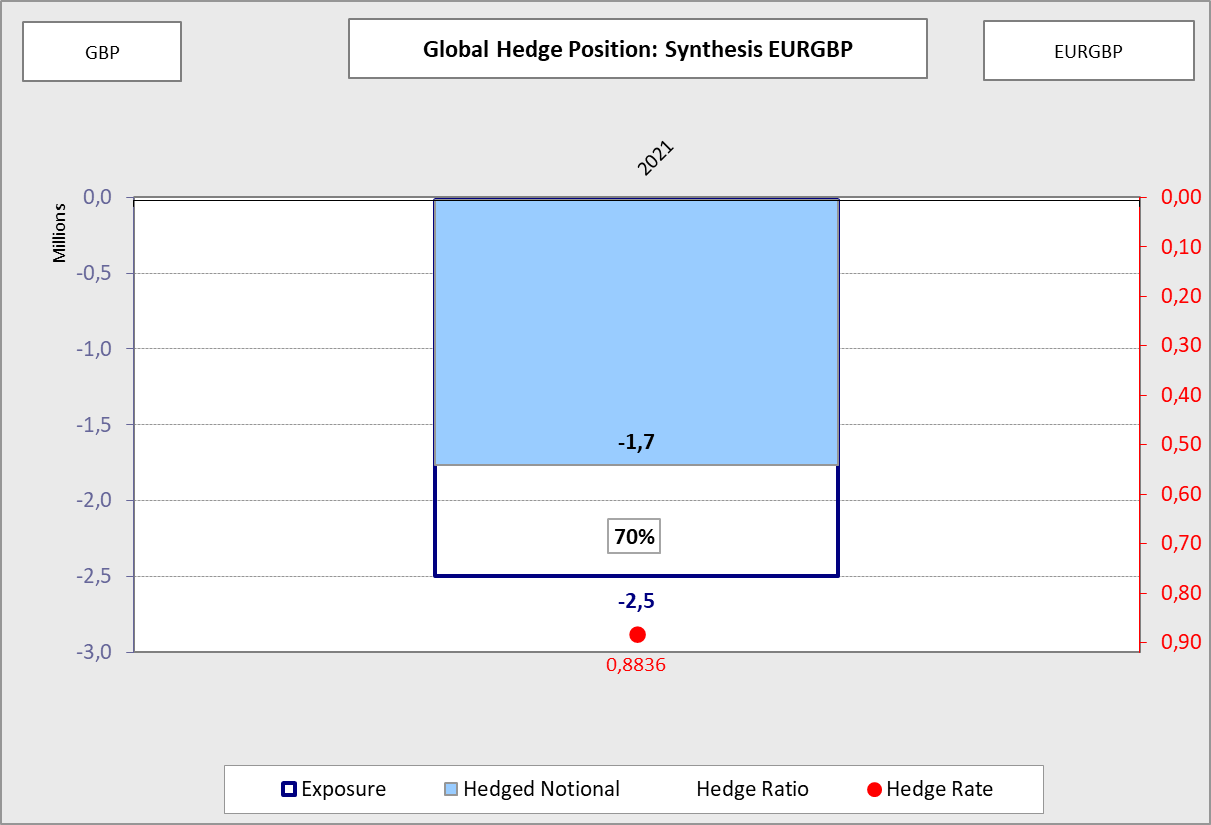 GBP
Global Hedge Position: Synthesis EURGBP
EURGBP
2021
Millions
0,0
-0,5
-1,0
-1,5
-2,0
-2,5
-3,0
0,00
0,10
0,20
0,30
0,40
0,50
0,60
0,70
0,80
0,90
-1,7
70%
-2,5
0,8836
Exposure
Hedged Notional
Hedge Ratio
Hedge Rate